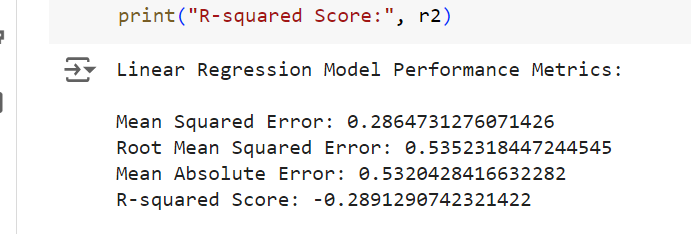 print("R-squared Score:", r2)
Linear Regression Model Performance Metrics:
Mean Squared Error: 0.2864731276071426
Root Mean Squared Error: 0.5352318447244545
Mean Absolute Error: 0.5320428416632282
R-squared Score: -0.2891290742321422